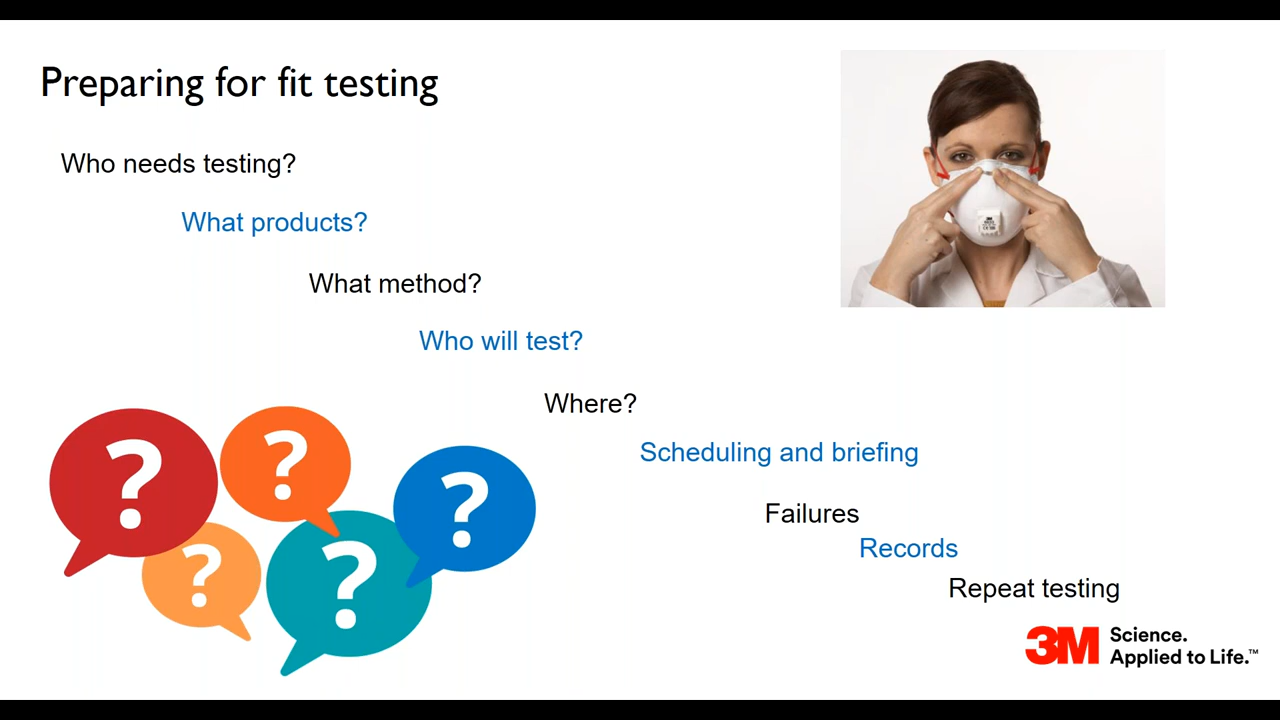 Preparing for fit testing
Who needs testing?
What products?
What method?
Who will test?
Where?
Scheduling and briefing
Failures
Records
Repeat testing
? ? ? ? ?
3M
3M Science.
Applied to Life.™